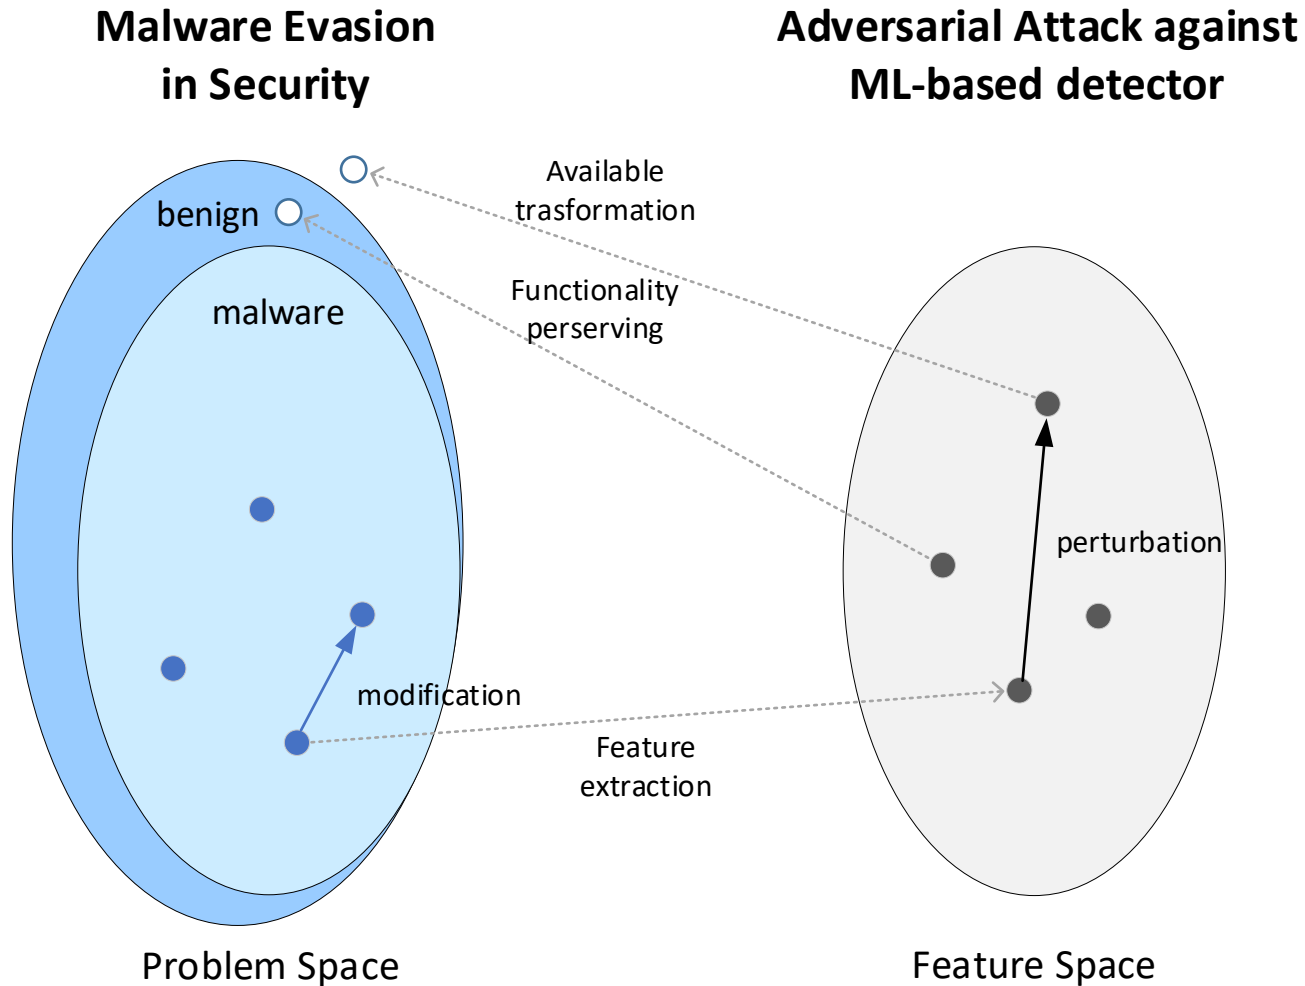 Malware Evasion
in Security
Adversarial Attack against
ML-based detector
Available
trasformation
benign
Functionality
perserving
malware
perturbation
modification
Feature
extraction
Problem Space
Feature Space